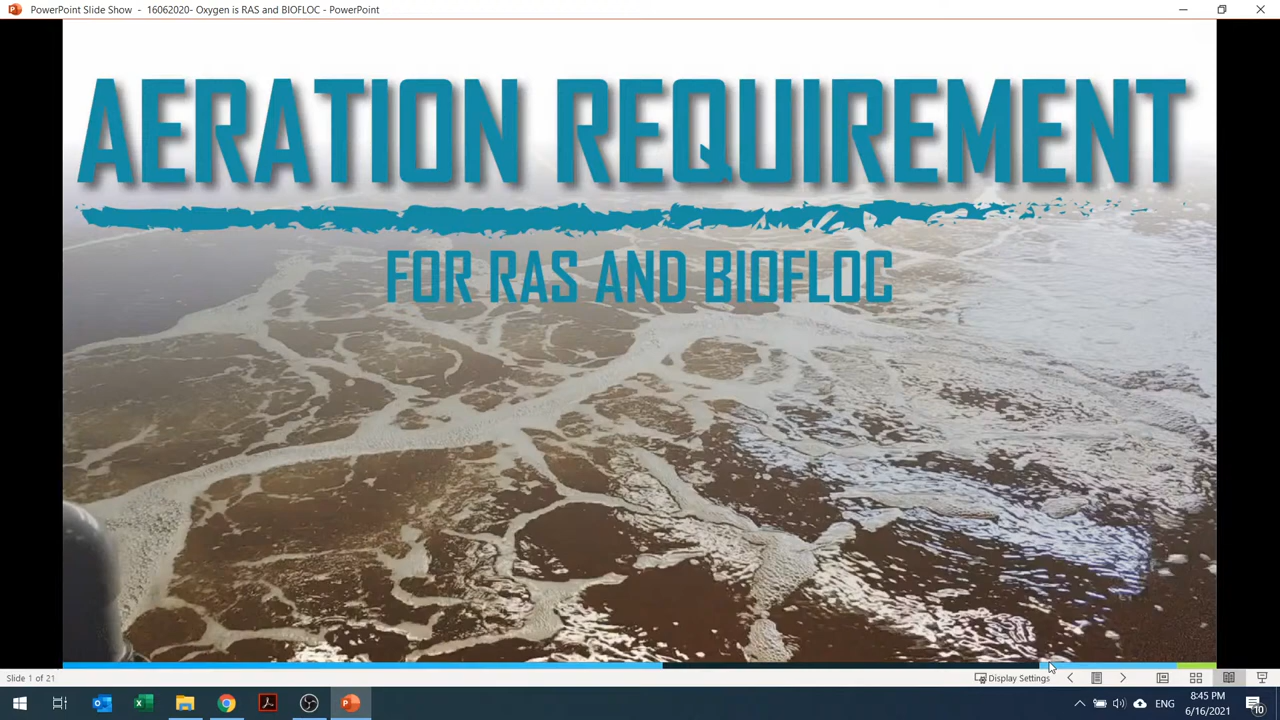 PowerPoint Slide Show - 16062020- Oxygen is RAS and BIOFLOC - PowerPoint
AERATION REQUIREMENT
FOR RAS AND BIOFLOC
Slide 1 of 21
Display Settings
ENG
8:45 PM
6/16/2021
10